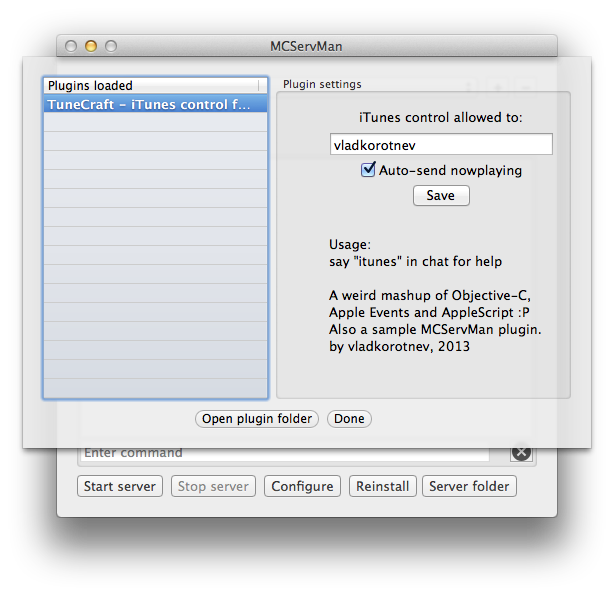 MCServMan
Plugins loaded
TuneCraft – iTunes control f...
Plugin settings
iTunes control allowed to:
vladkorotnev
Auto-send nowplaying
Save
Usage:
say "itunes" in chat for help
A weird mashup of Objective-C,
Apple Events and AppleScript :P
Also a sample MCServMan plugin.
by vladkorotnev, 2013
Open plugin folder
Done
Enter command
Start server
Stop server
Configure
Reinstall
Server folder